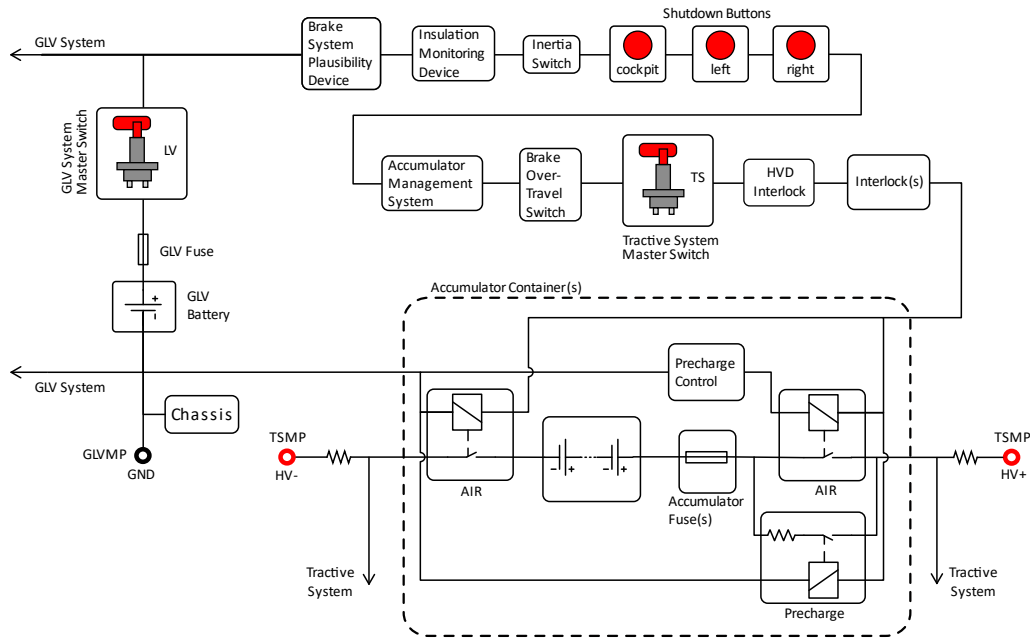 Shutdown Buttons
GLV System
Brake
System
Plausibility
Device
Insulation
Monitoring
Device
Inertia
Switch
cockpit
left
right
GLV System
Master Switch
LV
Accumulator
Management
System
Brake
Over-
Travel
Switch
TS
HVD
Interlock
Interlock(s)
Tractive System
Master Switch
GLV Fuse
GLV
Battery
+
-
Accumulator Container(s)
GLV System
Precharge
Control
Chassis
GLVMP
GND
TSMP
HV-
AIR
- + - +
Accumulator
Fuse(s)
AIR
TSMP
HV+
Tractive
System
Precharge
Tractive
System